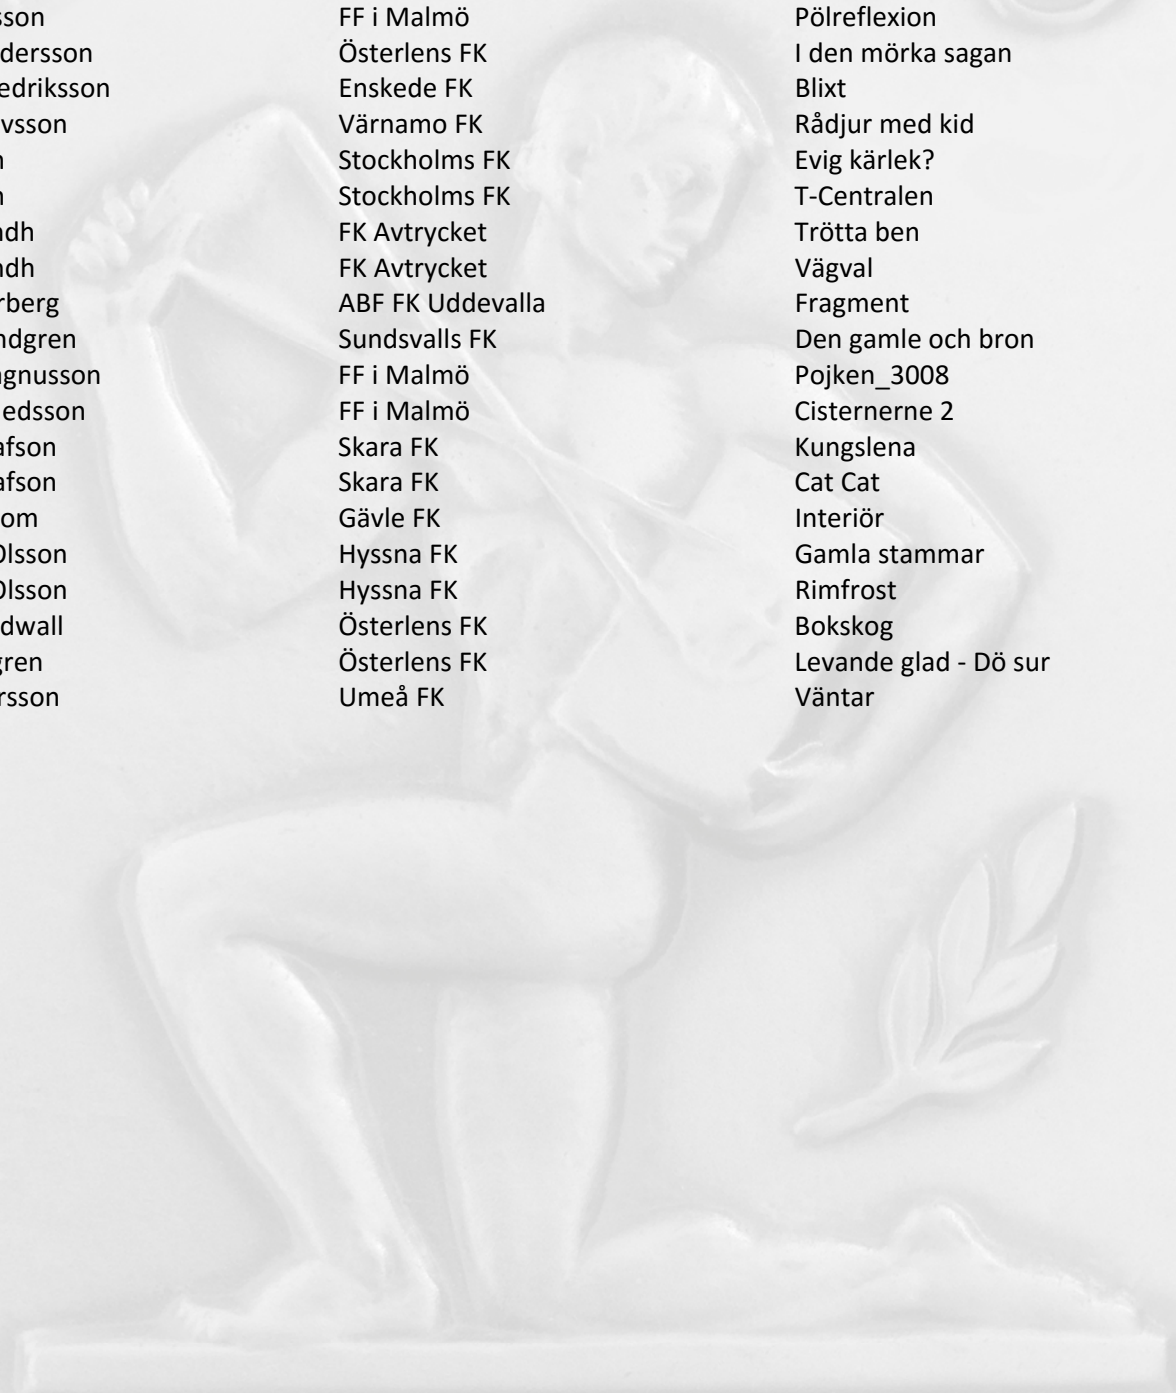 sson FF i Malmö Pölreflexion
dersson Österlens FK I den mörka sagan
edriksson Enskede FK Blixt
vsson Värnamo FK Rådjur med kid
n Stockholms FK Evig kärlek?
n Stockholms FK T-Centralen
ndh FK Avtrycket Trötta ben
ndh FK Avtrycket Vägval
rberg ABF FK Uddevalla Fragment
ndgren Sundsvalls FK Den gamle och bron
agnusson FF i Malmö Pojken_3008
edsson FF i Malmö Cisternerne 2
afson Skara FK Kungslena
afson Skara FK Cat Cat
om Gävle FK Interiör
Olsson Hyssna FK Gamla stammar
Olsson Hyssna FK Rimfrost
dwall Österlens FK Bokskog
gren Österlens FK Levande glad - Dö sur
rsson Umeå FK Väntar